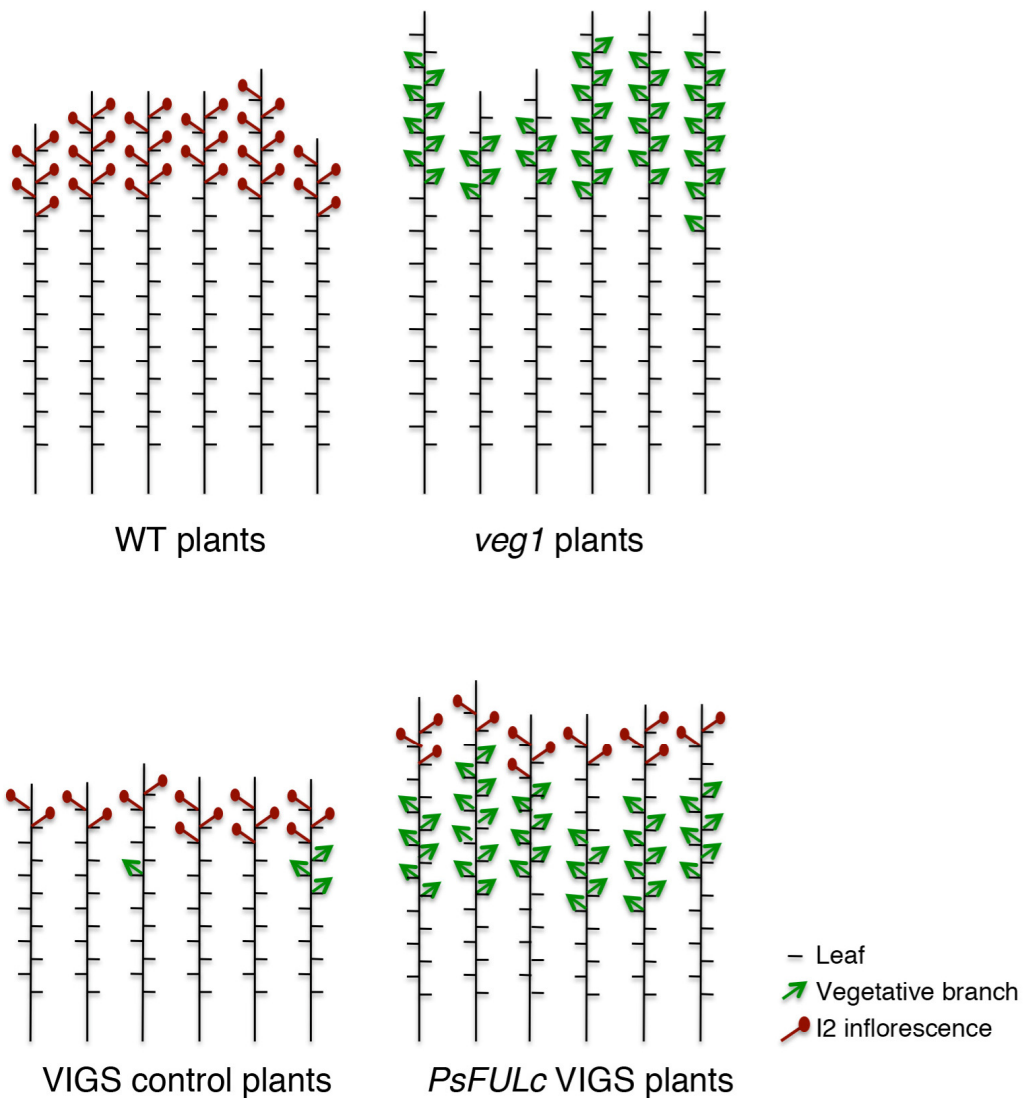 WT plants
veg1 plants
Leaf
Vegetative branch
I2 inflorescence
VIGS control plants
PsFULc VIGS plants